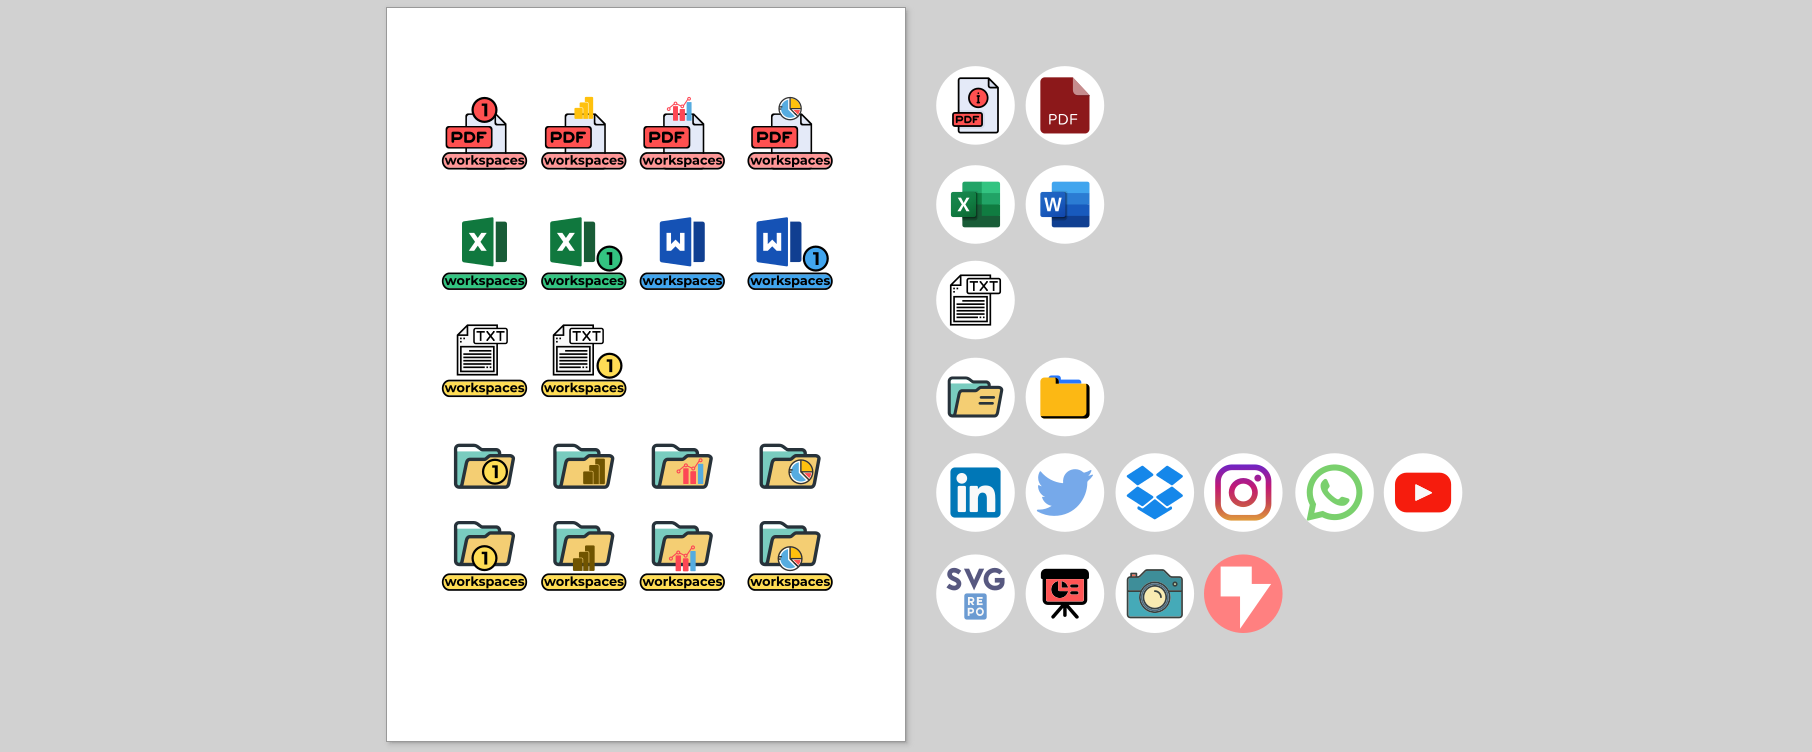 1
PDF PDF PDF PDF
workspaces workspaces workspaces workspaces
i
PDF
PDF
X X W W
1 1
workspaces workspaces workspaces workspaces
X W
TXT TXT
1
workspaces workspaces
TXT
1
1
workspaces workspaces workspaces workspaces
in
SVG
RE
PO